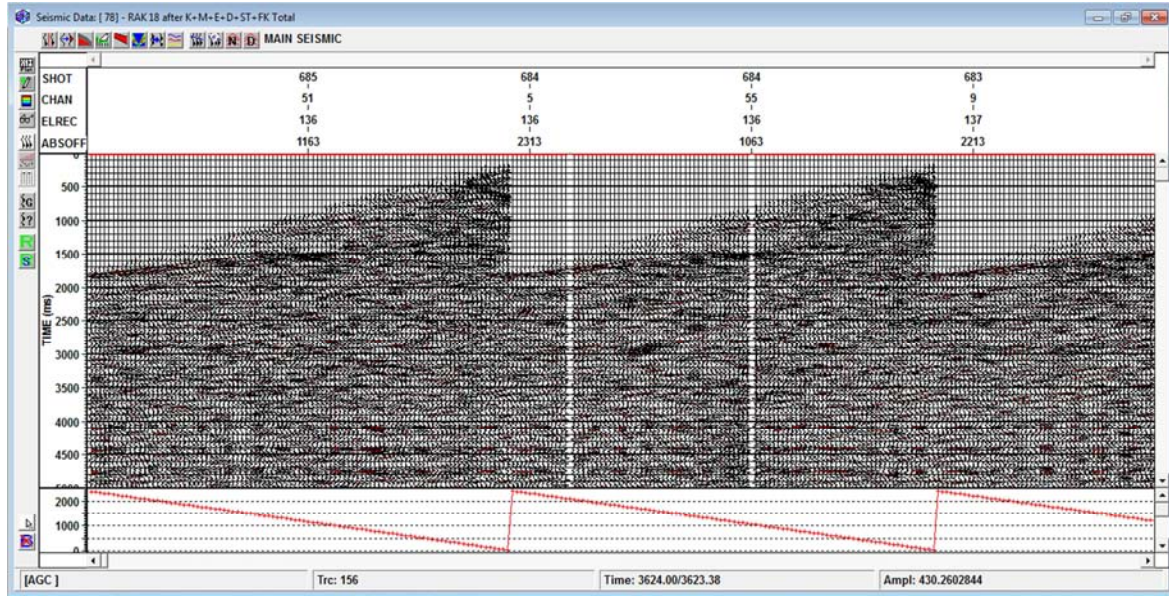 Seismic Data: [ 78] - RAK 18 after K+M+E+D+ST+FK Total
N D MAIN SEISMIC
SHOT 685 684 684 683
CHAN 51 5 55 9
ELREC 136 136 136 137
ABSOFF 1163 2313 1063 2213
0
500
1000
1500
2000
TIME (ms)
2500
3000
3500
4000
4500
2000
1000
0
[AGC ] Trc: 156 Time: 3624.00/3623.38 Ampl: 430.2602844